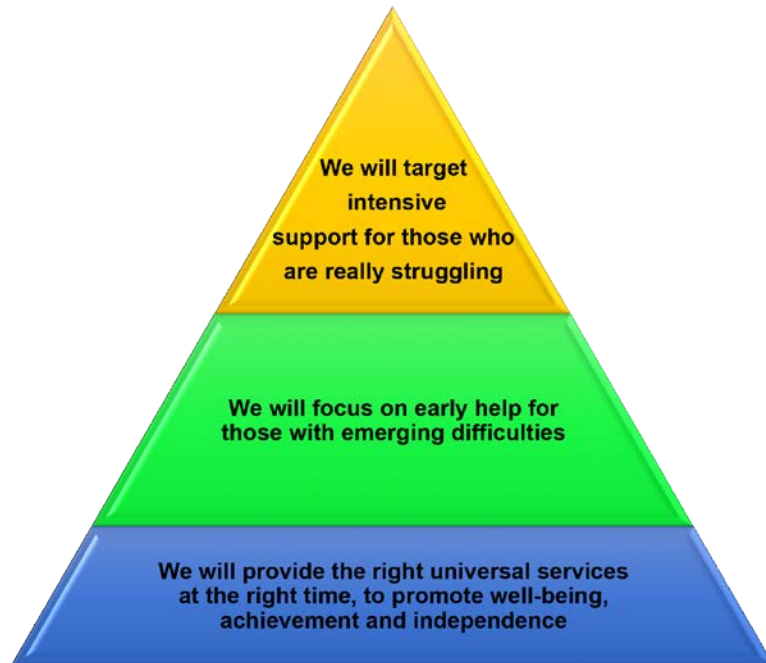 We will target
intensive
support for those who
are really struggling
We will focus on early help for
those with emerging difficulties
We will provide the right universal services
at the right time, to promote well-being,
achievement and independence